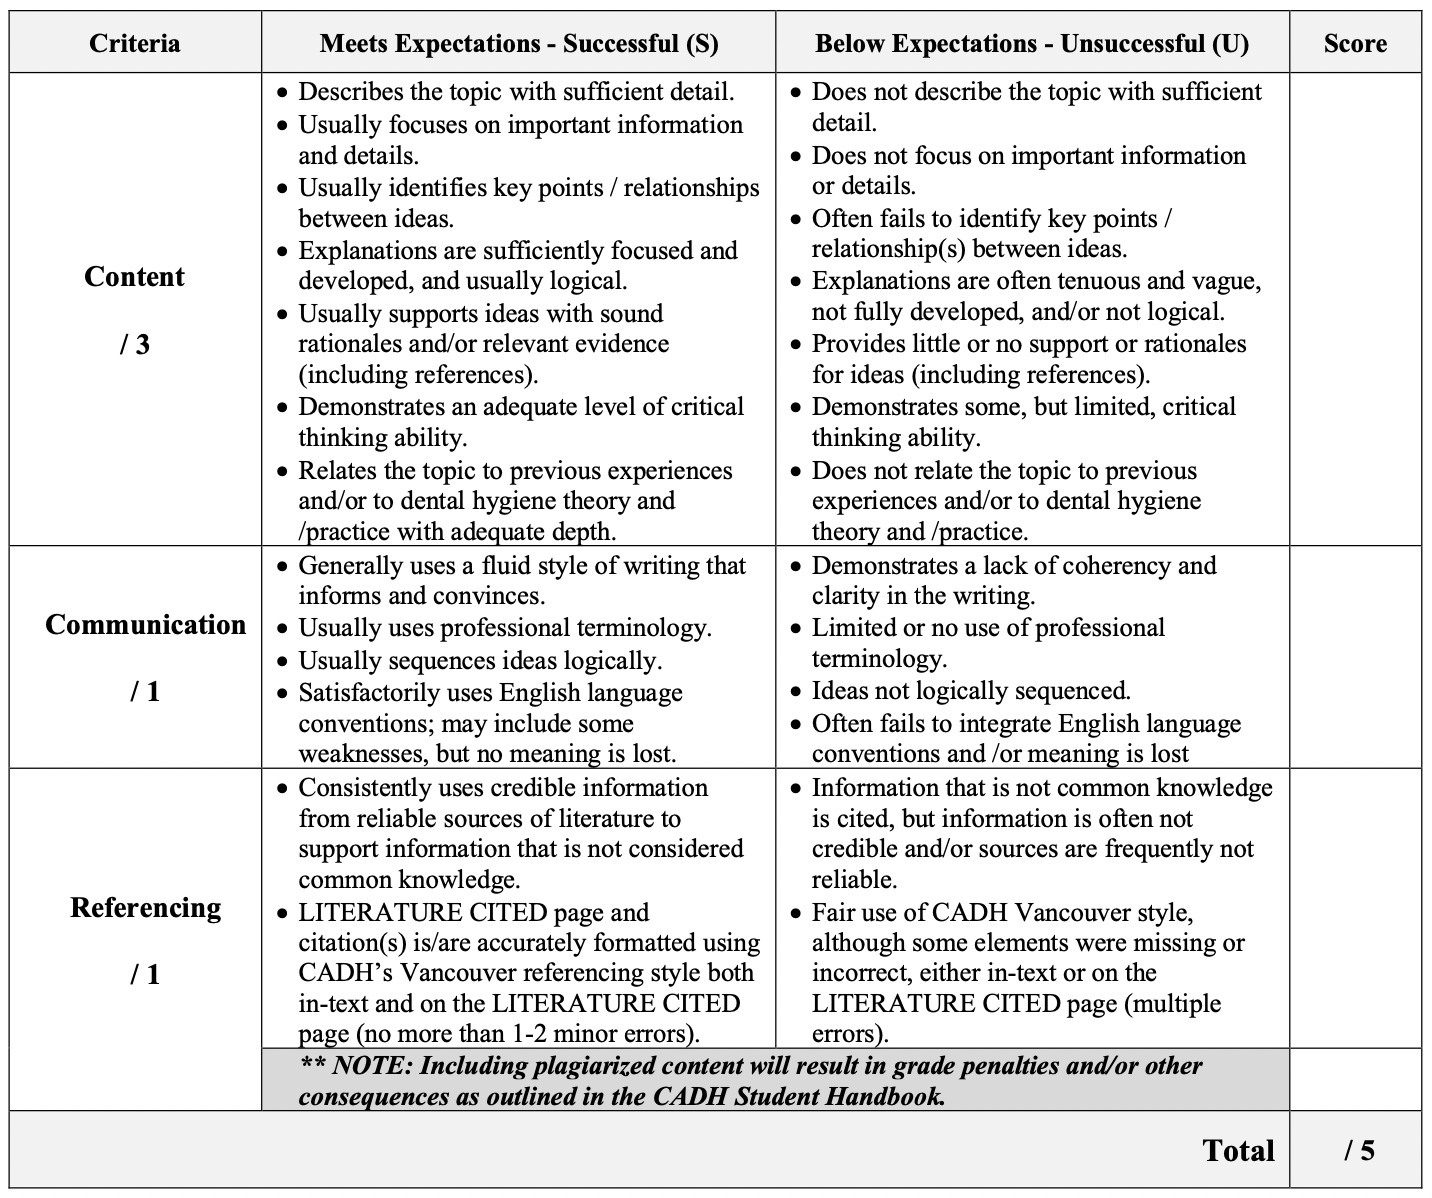 Criteria
Meets Expectations - Successful (S)
Below Expectations - Unsuccessful (U)
Score
Content
/ 3
• Describes the topic with sufficient detail.
• Usually focuses on important information
and details.
• Usually identifies key points / relationships
between ideas.
• Explanations are sufficiently focused and
developed, and usually logical.
• Usually supports ideas with sound
rationales and/or relevant evidence
(including references).
• Demonstrates an adequate level of critical
thinking ability.
• Relates the topic to previous experiences
and/or to dental hygiene theory and
/practice with adequate depth.
• Does not describe the topic with sufficient
detail.
• Does not focus on important information
or details.
• Often fails to identify key points /
relationship(s) between ideas.
• Explanations are often tenuous and vague,
not fully developed, and/or not logical.
• Provides little or no support or rationales
for ideas (including references).
• Demonstrates some, but limited, critical
thinking ability.
• Does not relate the topic to previous
experiences and/or to dental hygiene
theory and /practice.
Communication
/ 1
• Generally uses a fluid style of writing that
informs and convinces.
• Usually uses professional terminology.
• Usually sequences ideas logically.
• Satisfactorily uses English language
conventions; may include some
weaknesses, but no meaning is lost.
• Demonstrates a lack of coherency and
clarity in the writing.
• Limited or no use of professional
terminology.
• Ideas not logically sequenced.
• Often fails to integrate English language
conventions and /or meaning is lost
Referencing
/ 1
• Consistently uses credible information
from reliable sources of literature to
support information that is not considered
common knowledge.
• LITERATURE CITED page and
citation(s) is/are accurately formatted using
CADH’s Vancouver referencing style both
in-text and on the LITERATURE CITED
page (no more than 1-2 minor errors).
• Information that is not common knowledge
is cited, but information is often not
credible and/or sources are frequently not
reliable.
• Fair use of CADH Vancouver style,
although some elements were missing or
incorrect, either in-text or on the
LITERATURE CITED page (multiple
errors).
** NOTE: Including plagiarized content will result in grade penalties and/or other
consequences as outlined in the CADH Student Handbook.
Total
/ 5